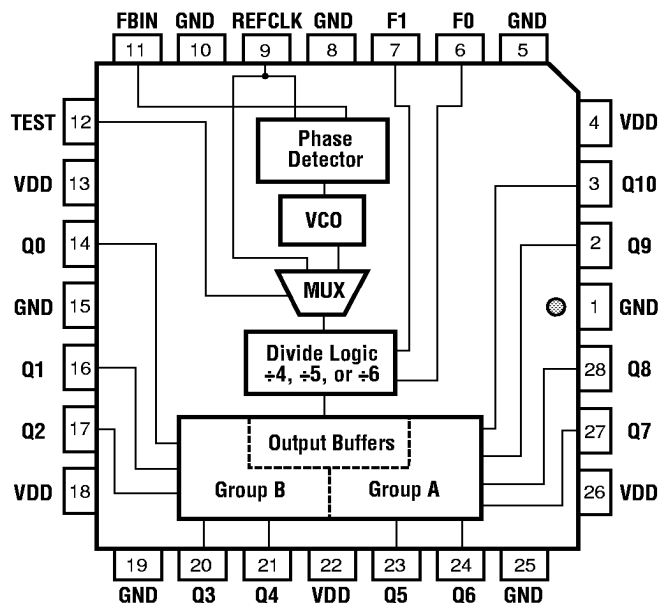 FBIN GND REFCLK GND F1 F0 GND
11 10 9 8 7 6 5
TEST 12
4 VDD
Phase
Detector
VDD 13
3 Q10
VCO
Q0 14
2 Q9
MUX
GND 15
1 GND
Divide Logic
÷4, ÷5, or ÷6
Q1 16
28 Q8
Q2 17
27 Q7
Output Buffers
VDD 18
Group B Group A
26 VDD
19 20 21 22 23 24 25
GND Q3 Q4 VDD Q5 Q6 GND